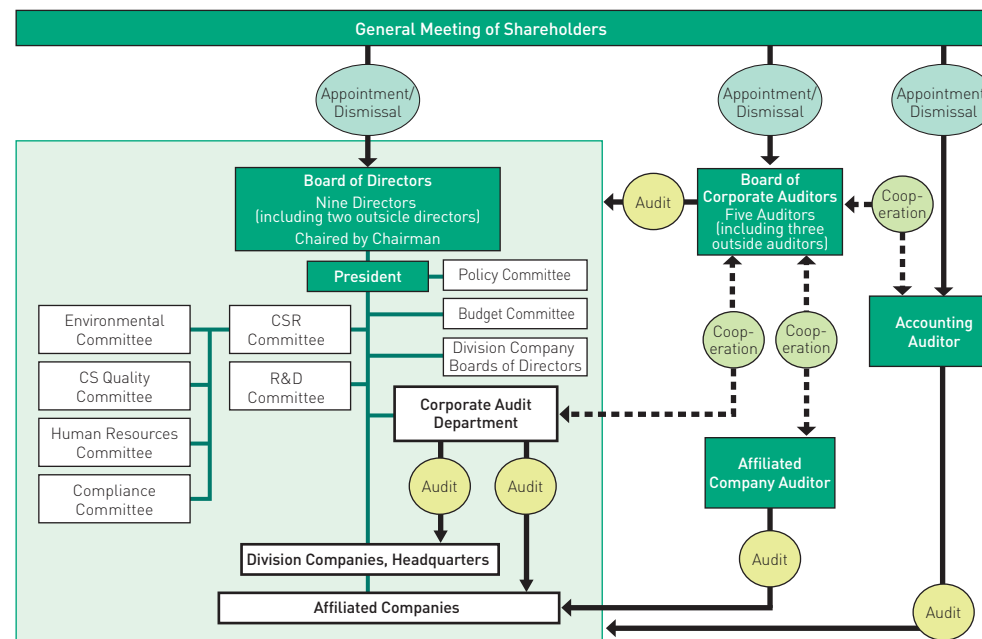 General Meeting of Shareholders
Appointment/
Dismissal
Appointment/
Dismissal
Appointment/
Dismissal
Board of Directors
Nine Directors
(including two outsicle directors)
Chaired by Chairman
Audit
Board of
Corporate Auditors
Five Auditors
(including three
outside auditors)
Coop-
eration
President
Policy Committee
Environmental
Committee
CSR
Committee
Budget Committee
Coop-
eration
Coop-
eration
Accounting
Auditor
CS Quality
Committee
R&D
Committee
Division Company
Boards of Directors
Human Resources
Committee
Corporate Audit
Department
Compliance
Committee
Audit
Audit
Affiliated
Company Auditor
Division Companies, Headquarters
Audit
Affiliated Companies
Audit